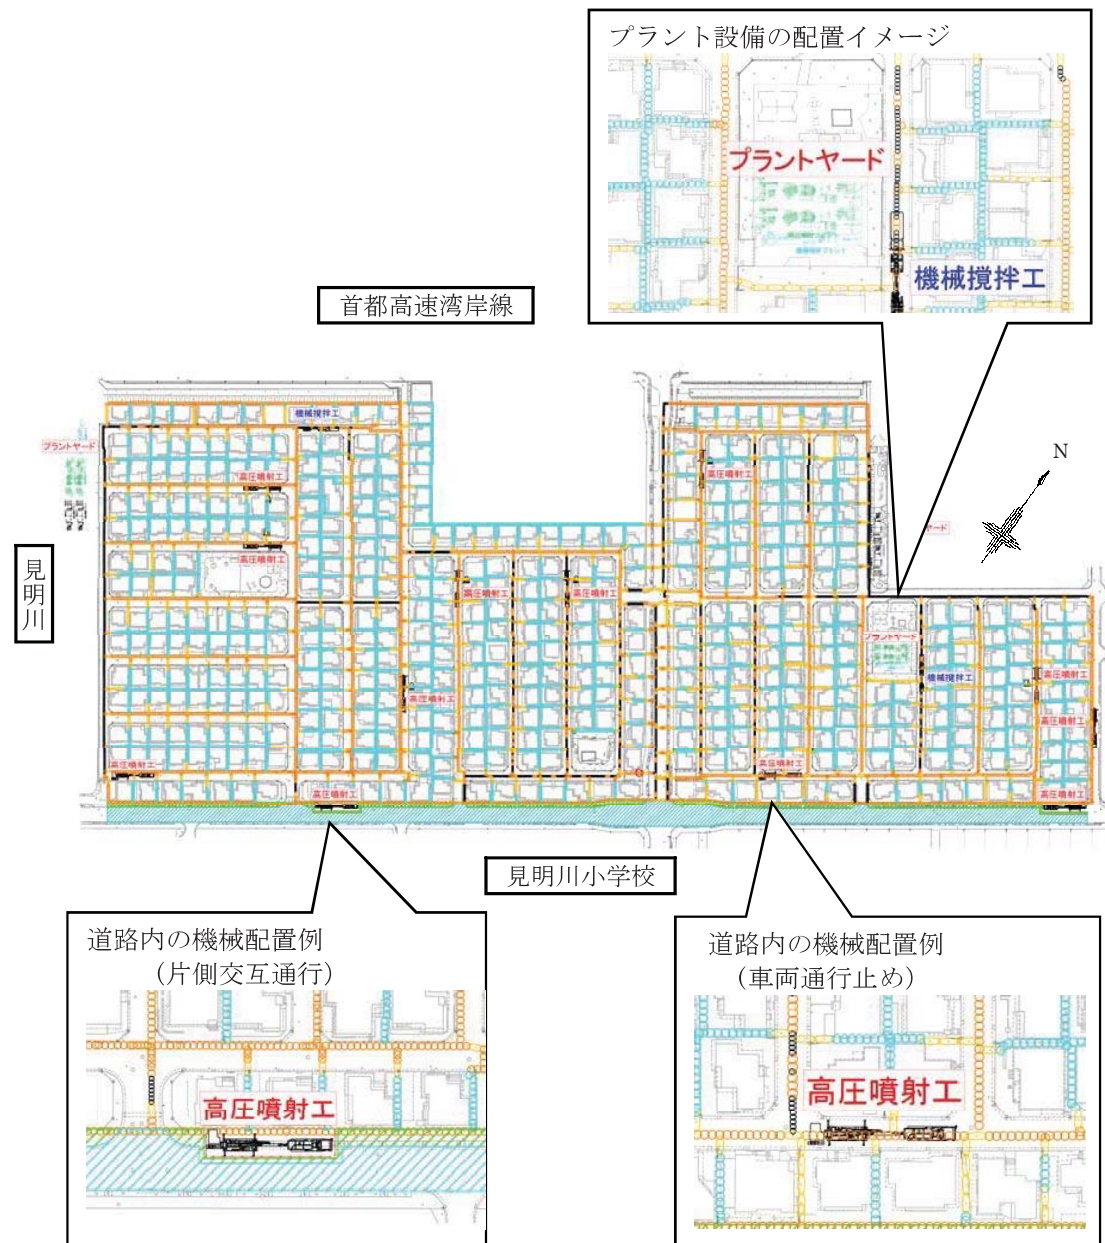 プラント設備の配置イメージ
プラントヤード
機械撹拌工
首都高速湾岸線
機械撹拌工
プラントヤード
高圧噴射工
高圧噴射工
N
ヤード
高圧噴射工
見明川
高圧噴射工
高圧噴射工
プラントヤード
機械撹拌工
高圧噴射工
高圧噴射工
高圧噴射工
高圧噴射工
高圧噴射工
高圧噴射工
高圧噴射工
見明川小学校
道路内の機械配置例
(片側交互通行)
高圧噴射工
道路内の機械配置例
(車両通行止め)
高圧噴射工